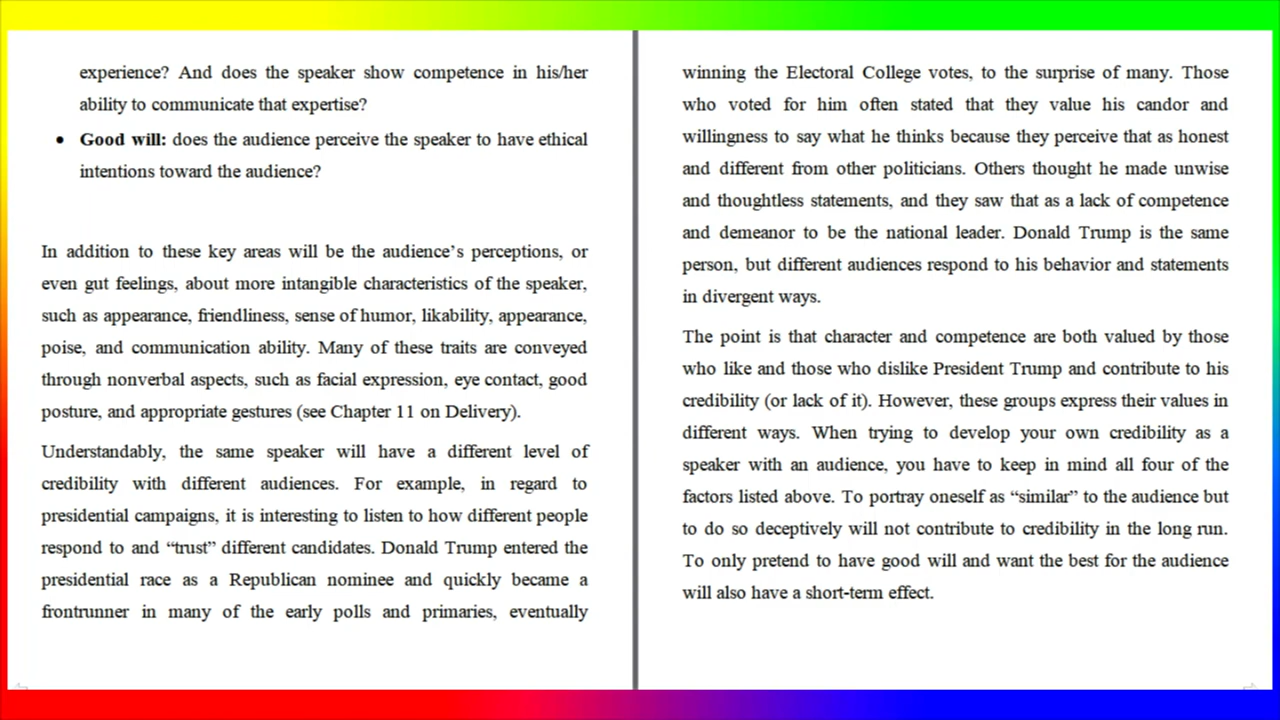 experience? And does the speaker show competence in his/her
ability to communicate that expertise?
• Good will: does the audience perceive the speaker to have ethical
intentions toward the audience?
In addition to these key areas will be the audience’s perceptions, or
even gut feelings, about more intangible characteristics of the speaker,
such as appearance, friendliness, sense of humor, likability, appearance,
poise, and communication ability. Many of these traits are conveyed
through nonverbal aspects, such as facial expression, eye contact, good
posture, and appropriate gestures (see Chapter 11 on Delivery).
Understandably, the same speaker will have a different level of
credibility with different audiences. For example, in regard to
presidential campaigns, it is interesting to listen to how different people
respond to and “trust” different candidates. Donald Trump entered the
presidential race as a Republican nominee and quickly became a
frontrunner in many of the early polls and primaries, eventually
winning the Electoral College votes, to the surprise of many. Those
who voted for him often stated that they value his candor and
willingness to say what he thinks because they perceive that as honest
and different from other politicians. Others thought he made unwise
and thoughtless statements, and they saw that as a lack of competence
and demeanor to be the national leader. Donald Trump is the same
person, but different audiences respond to his behavior and statements
in divergent ways.
The point is that character and competence are both valued by those
who like and those who dislike President Trump and contribute to his
credibility (or lack of it). However, these groups express their values in
different ways. When trying to develop your own credibility as a
speaker with an audience, you have to keep in mind all four of the
factors listed above. To portray oneself as “similar” to the audience but
to do so deceptively will not contribute to credibility in the long run.
To only pretend to have good will and want the best for the audience
will also have a short-term effect.